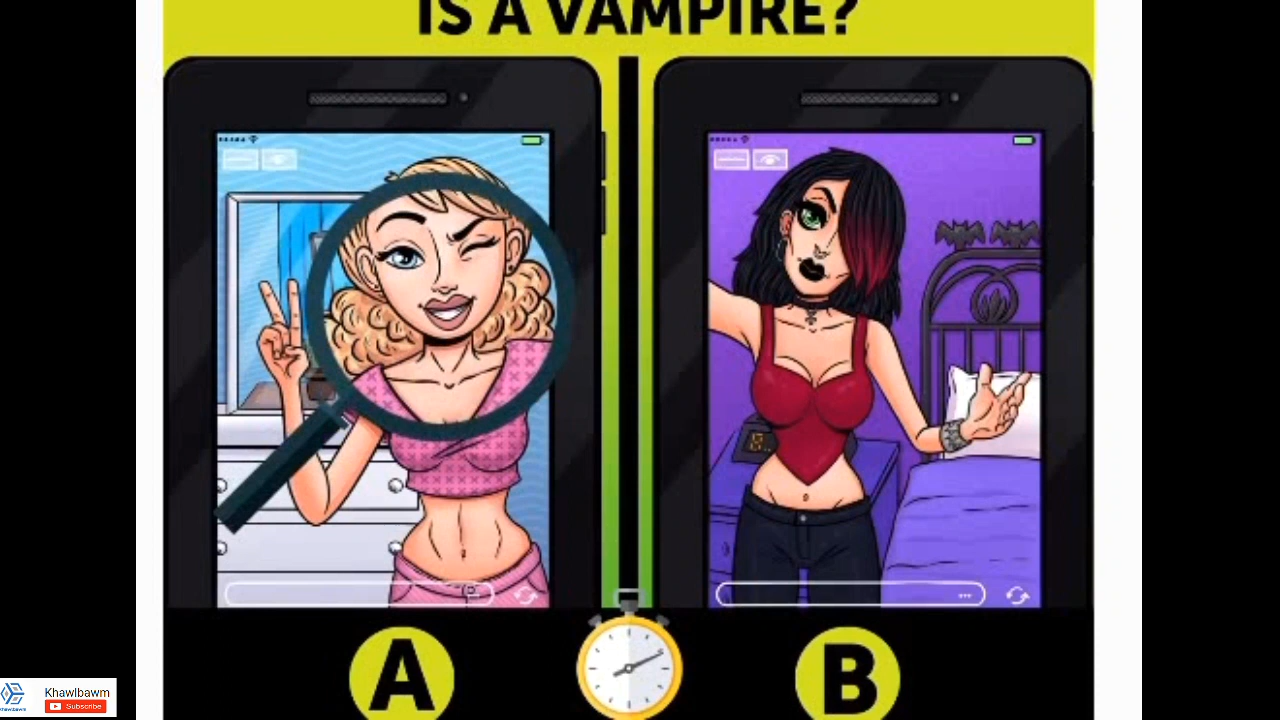 IS A VAMPIRE?
A
B
Khawlbawm
Subscribe